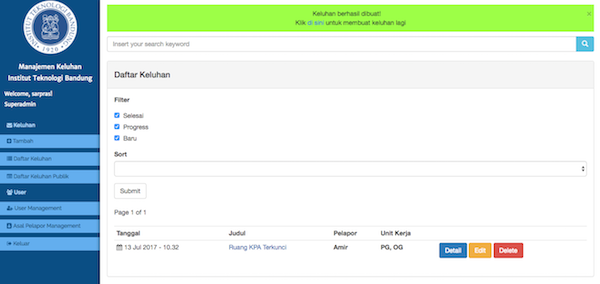 Keluhan berhasil dibuat!
Klik di sini untuk membuat keluhan lagi
×
INSTITUT TEKNOLOGI BANDUNG
1920
Manajemen Keluhan
Institut Teknologi Bandung
Welcome, sarpras!
Superadmin
Keluhan
Tambah
Daftar Keluhan
Daftar Keluhan Publik
User
User Management
Asal Pelapor Management
Keluar
Insert your search keyword
Daftar Keluhan
Filter
Selesai
Progress
Baru
Sort
Submit
Page 1 of 1
Tanggal Judul Pelapor Unit Kerja
13 Jul 2017 - 10.32 Ruang KPA Terkunci Amir PG, OG Detail Edit Delete